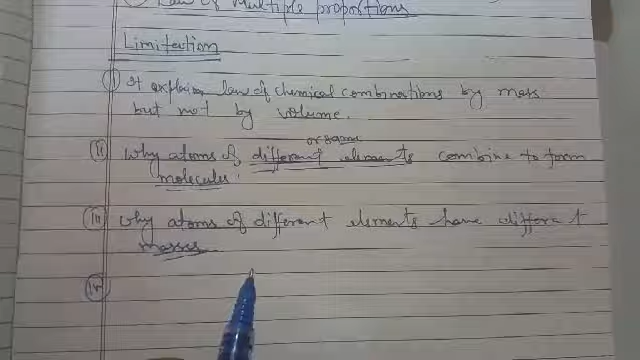 Law of Multiple proportions
Limitation
(i) It explain law of chemical combinations by mass
but not by volume.
or same
(ii) Why atoms of different elements combine to form
molecules.
(iii) Why atoms of different elements have different
masses
(iv)